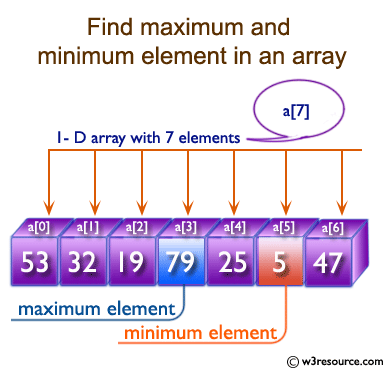 Find maximum and
minimum element in an array
a[7]
1- D array with 7 elements
a[0] a[1] a[2] a[3] a[4] a[5] a[6]
53 32 19 79 25 5 47
maximum element
minimum element
© w3resource.com